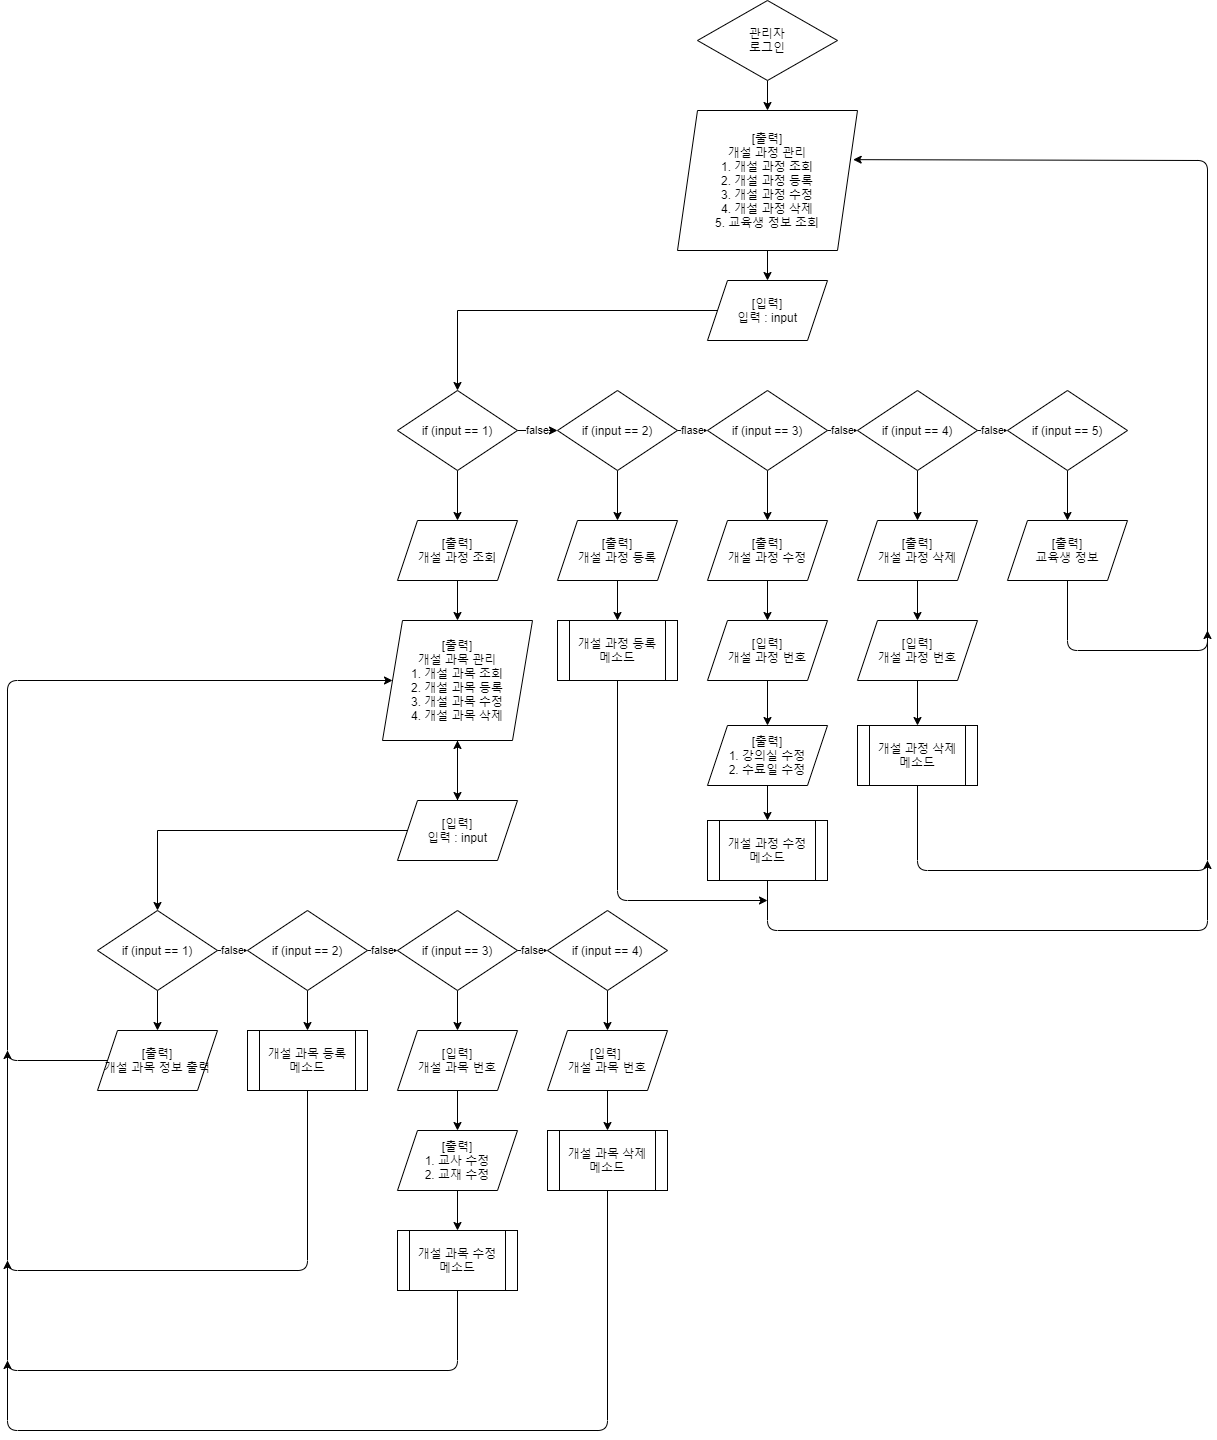 관리자
로그인
[출력]
개설 과정 관리
1. 개설 과정 조회
2. 개설 과정 등록
3. 개설 과정 수정
4. 개설 과정 삭제
5. 교육생 정보 조회
[입력]
입력 : input
if (input == 1)
false
if (input == 2)
flase
if (input == 3)
false
if (input == 4)
false
if (input == 5)
[출력]
개설 과정 조회
[출력]
개설 과정 등록
[출력]
개설 과정 수정
[출력]
개설 과정 삭제
[출력]
교육생 정보
[출력]
개설 과목 관리
1. 개설 과목 조회
2. 개설 과목 등록
3. 개설 과목 수정
4. 개설 과목 삭제
개설 과정 등록
메소드
[입력]
개설 과정 번호
[입력]
개설 과정 번호
[출력]
1. 강의실 수정
2. 수료일 수정
개설 과정 삭제
메소드
[입력]
입력 : input
개설 과정 수정
메소드
if (input == 1)
false
if (input == 2)
false
if (input == 3)
false
if (input == 4)
[출력]
개설 과목 정보 출력
개설 과목 등록
메소드
[입력]
개설 과목 번호
[입력]
개설 과목 번호
[출력]
1. 교사 수정
2. 교재 수정
개설 과목 삭제
메소드
개설 과목 수정
메소드